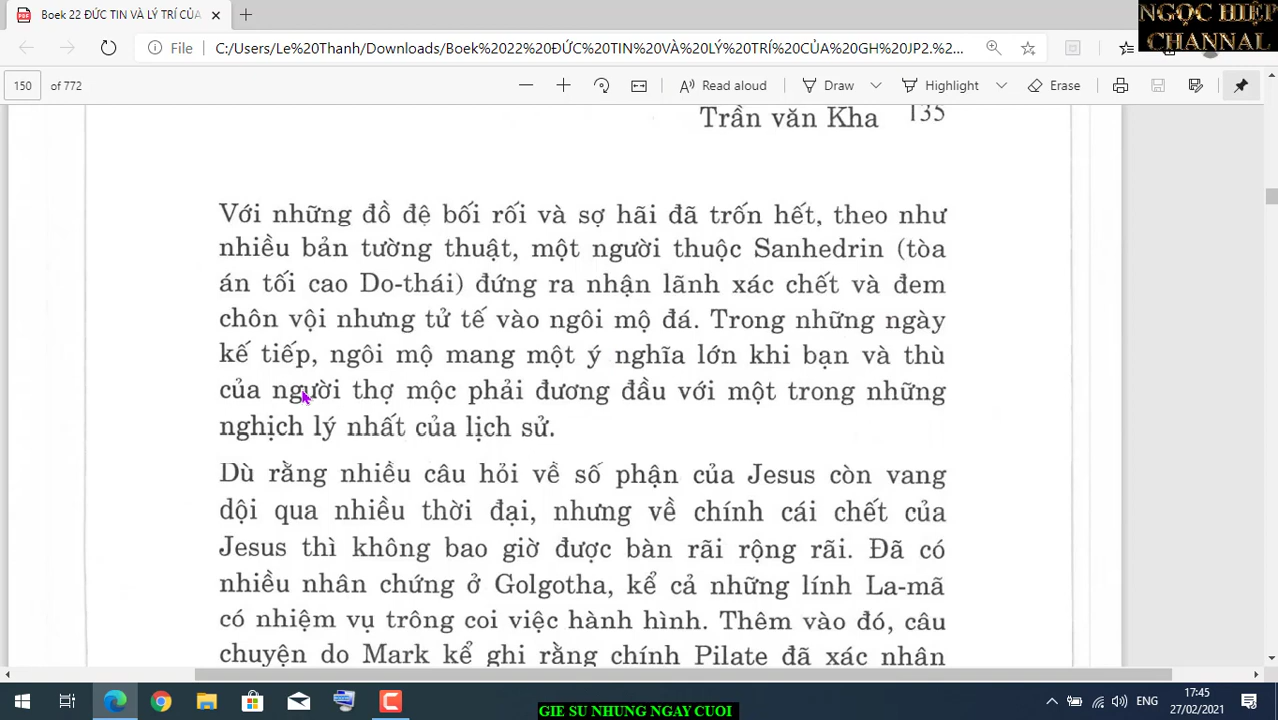 Boek 22 ĐỨC TIN VÀ LÝ TRÍ CỦA
NGỌC HIỆP
CHANNAL
File
C:/Users/Le%20Thanh/Downloads/Boek%2022%20ĐỨC%20TIN%20VÀ%20LÝ%20TRÍ%20CỦA%20GH%20JP2.%...
150 of 772
Read aloud
Draw
Highlight
Erase
Trần văn Kha 135
Với những đồ đệ bối rối và sợ hãi đã trốn hết, theo như
nhiều bản tường thuật, một người thuộc Sanhedrin (tòa
án tối cao Do-thái) đứng ra nhận lãnh xác chết và đem
chôn vội nhưng tử tế vào ngôi mộ đá. Trong những ngày
kế tiếp, ngôi mộ mang một ý nghĩa lớn khi bạn và thù
của người thợ mộc phải đương đầu với một trong những
nghịch lý nhất của lịch sử.
Dù rằng nhiều câu hỏi về số phận của Jesus còn vang
dội qua nhiều thời đại, nhưng về chính cái chết của
Jesus thì không bao giờ được bàn rãi rộng rãi. Đã có
nhiều nhân chứng ở Golgotha, kể cả những lính La-mã
có nhiệm vụ trông coi việc hành hình. Thêm vào đó, câu
chuyện do Mark kể ghi rằng chính Pilate đã xác nhân
ENG
17:45
27/02/2021
GIE SU NHUNG NGAY CUOI